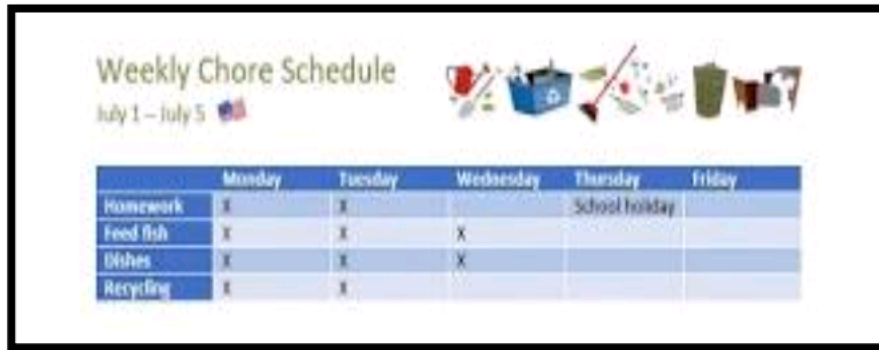 Weekly Chore Schedule
July 1 – July 5
Monday Tuesday Wednesday Thursday Friday
Homework X X School holiday
Feed fish X X X
Dishes X X X
Recycling X X